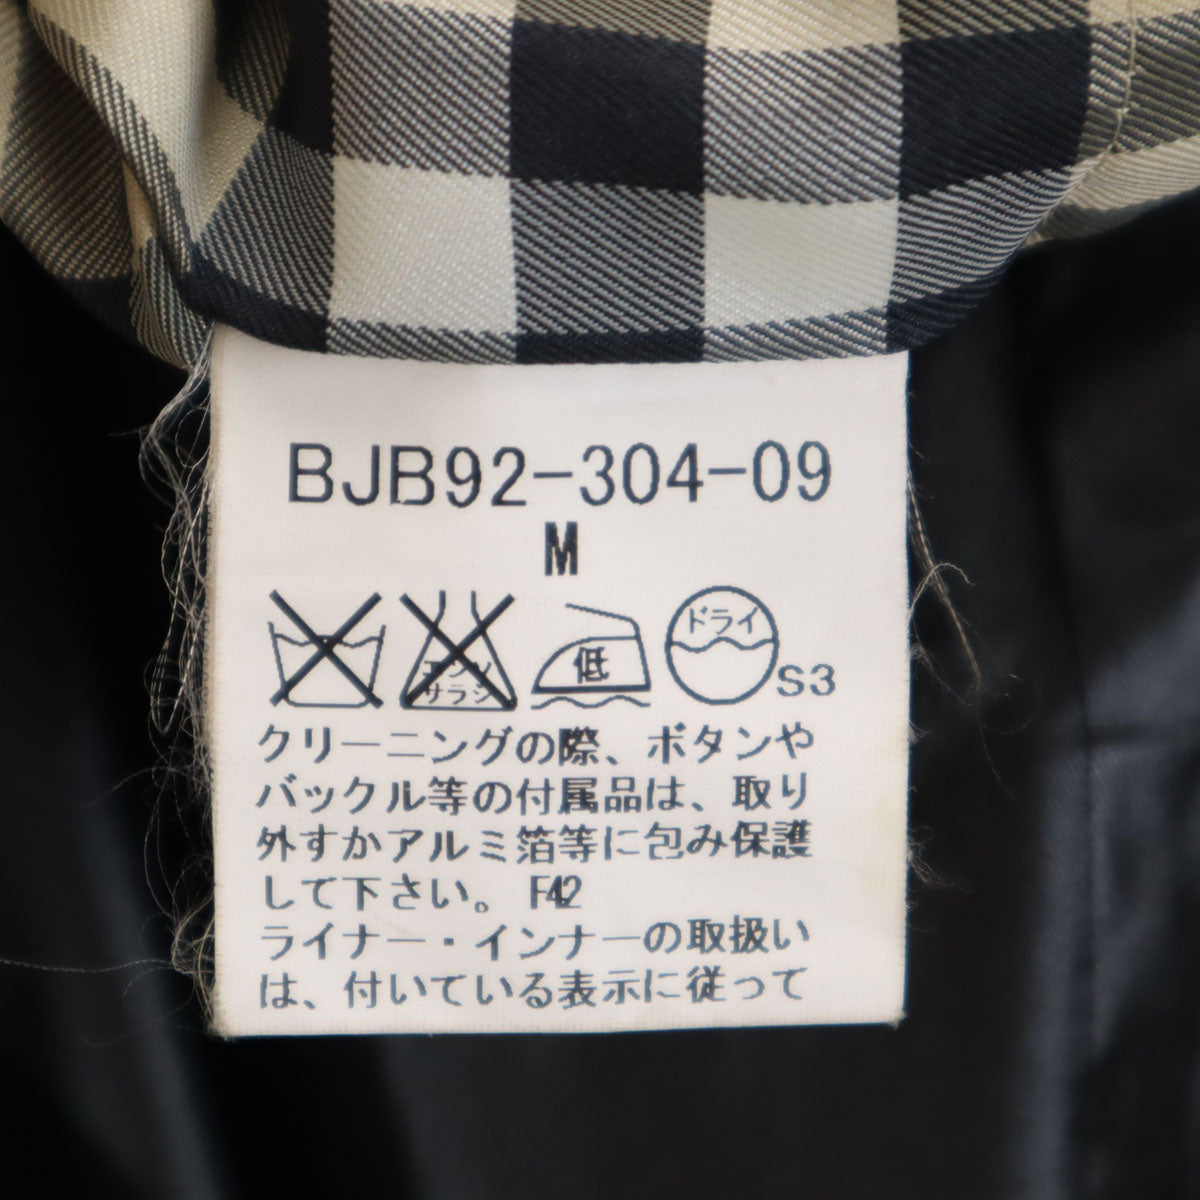 BJB92-304-09
M
エンソ
サラシ
低
ドライ
S3
クリーニングの際、ボタンや
バックル等の付属品は、取り
外すかアルミ箔等に包み保護
して下さい。 F42
ライナー・インナーの取扱い
は、付いている表示に従って